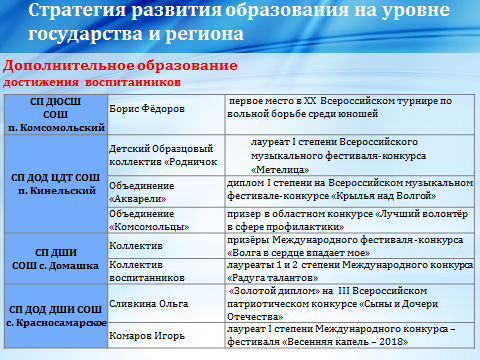 Стратегия развития образования на уровне
государства и региона
Дополнительное образование
достижения воспитанников
СП ДЮСШ
СОШ
п. Комсомольский
Борис Фёдоров
первое место в XX Всероссийском турнире по
вольной борьбе среди юношей
СП ДОД ЦДТ СОШ
п. Кинельский
Детский Образцовый
коллектив «Родничок
лауреат I степени Всероссийского
музыкального фестиваля-конкурса
«Метелица»
Объединение
«Акварели»
диплом I степени на Всероссийском музыкальном
фестивале-конкурсе «Крылья над Волгой»
Объединение
«Комсомольцы»
призер в областном конкурсе «Лучший волонтёр
в сфере профилактики»
СП ДШИ
СОШ с. Домашка
Коллектив
призёры Международного фестиваля -конкурса
«Волга в сердце впадает мое»
Коллектив
воспитанников
лауреаты 1 и 2 степени Международного конкурса
«Радуга талантов»
СП ДОД ДШИ СОШ
с. Красносамарское
Сливкина Ольга
«Золотой диплом» на III Всероссийском
патриотическом конкурсе «Сыны и Дочери
Отечества»
Комаров Игорь
лауреат I степени Международного конкурса –
фестиваля «Весенняя капель – 2018»